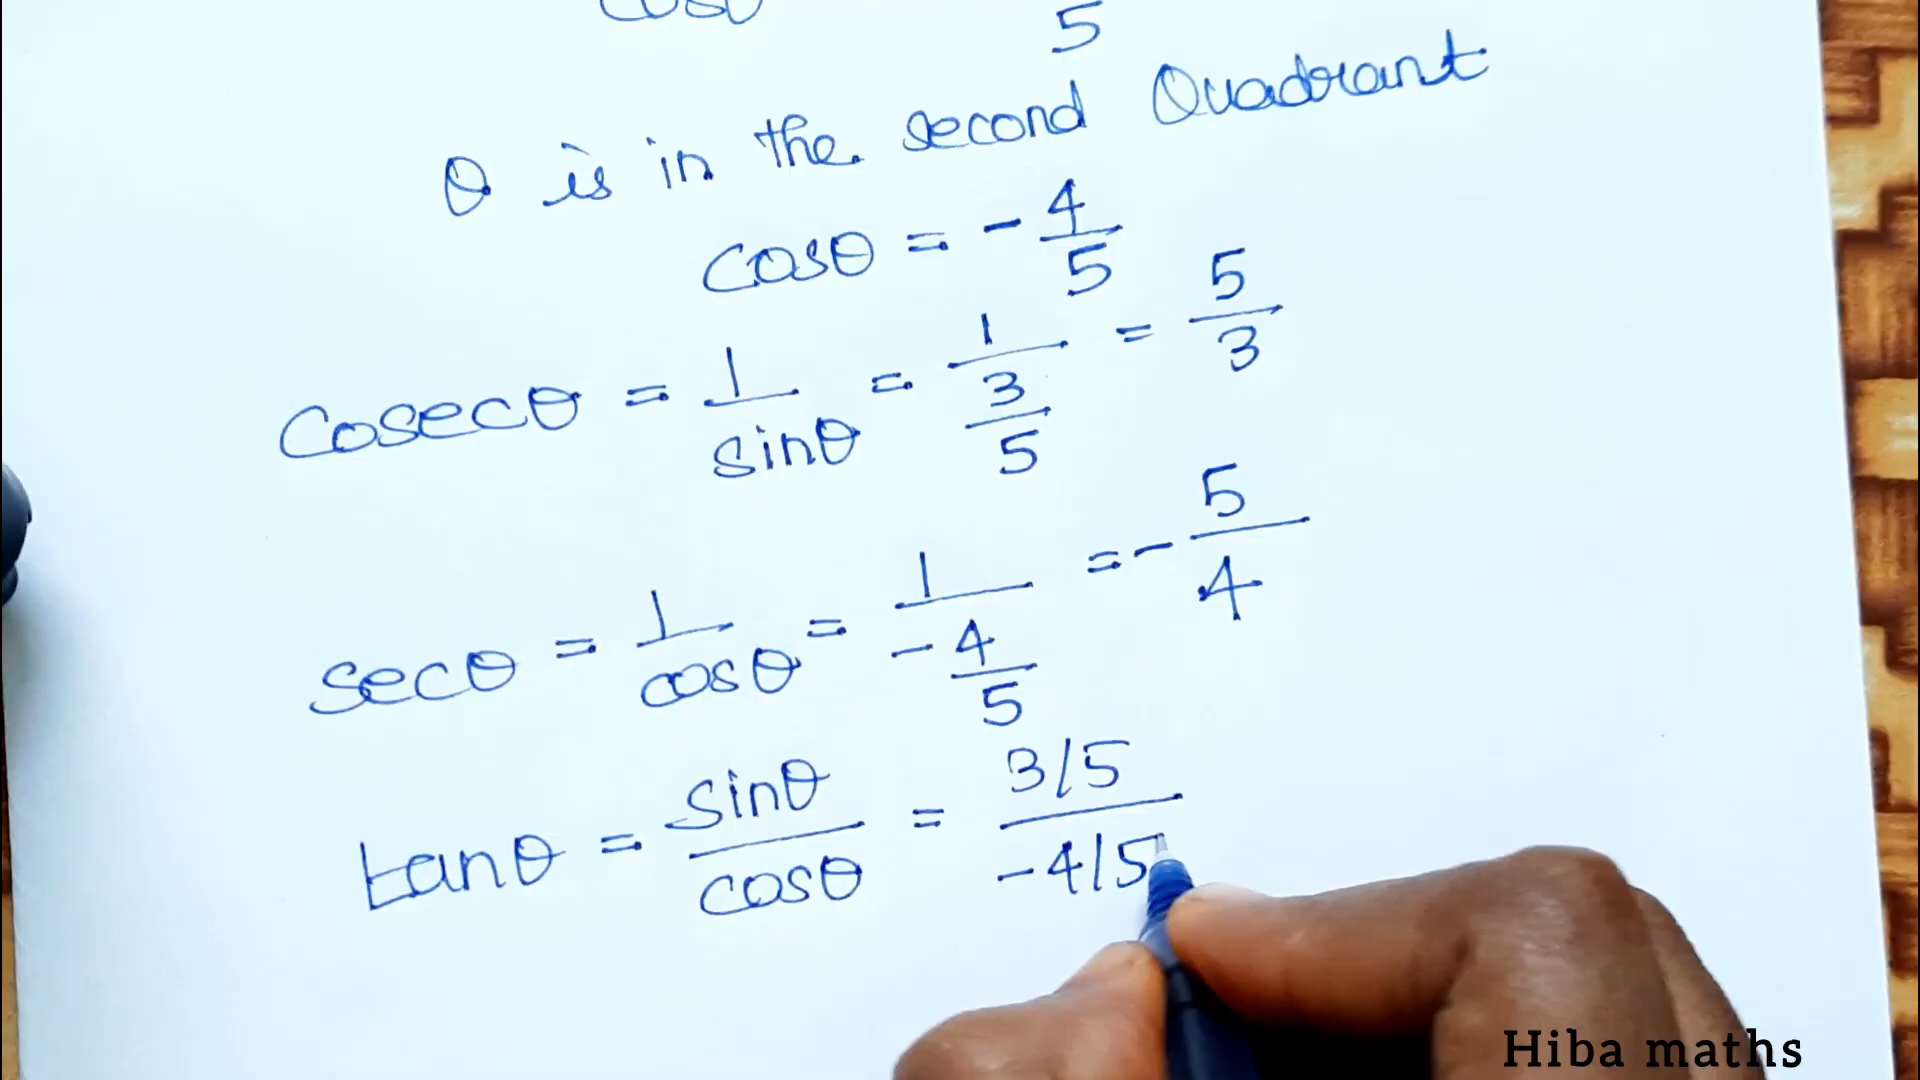 5
θ is in the second Quadrant
cosθ = - 4/5
cosecθ = 1/sinθ = 1/(3/5) = 5/3
secθ = 1/cosθ = 1/(-4/5) = - 5/4
tanθ = sinθ/cosθ = (3/5)/(-4/5)
Hiba maths